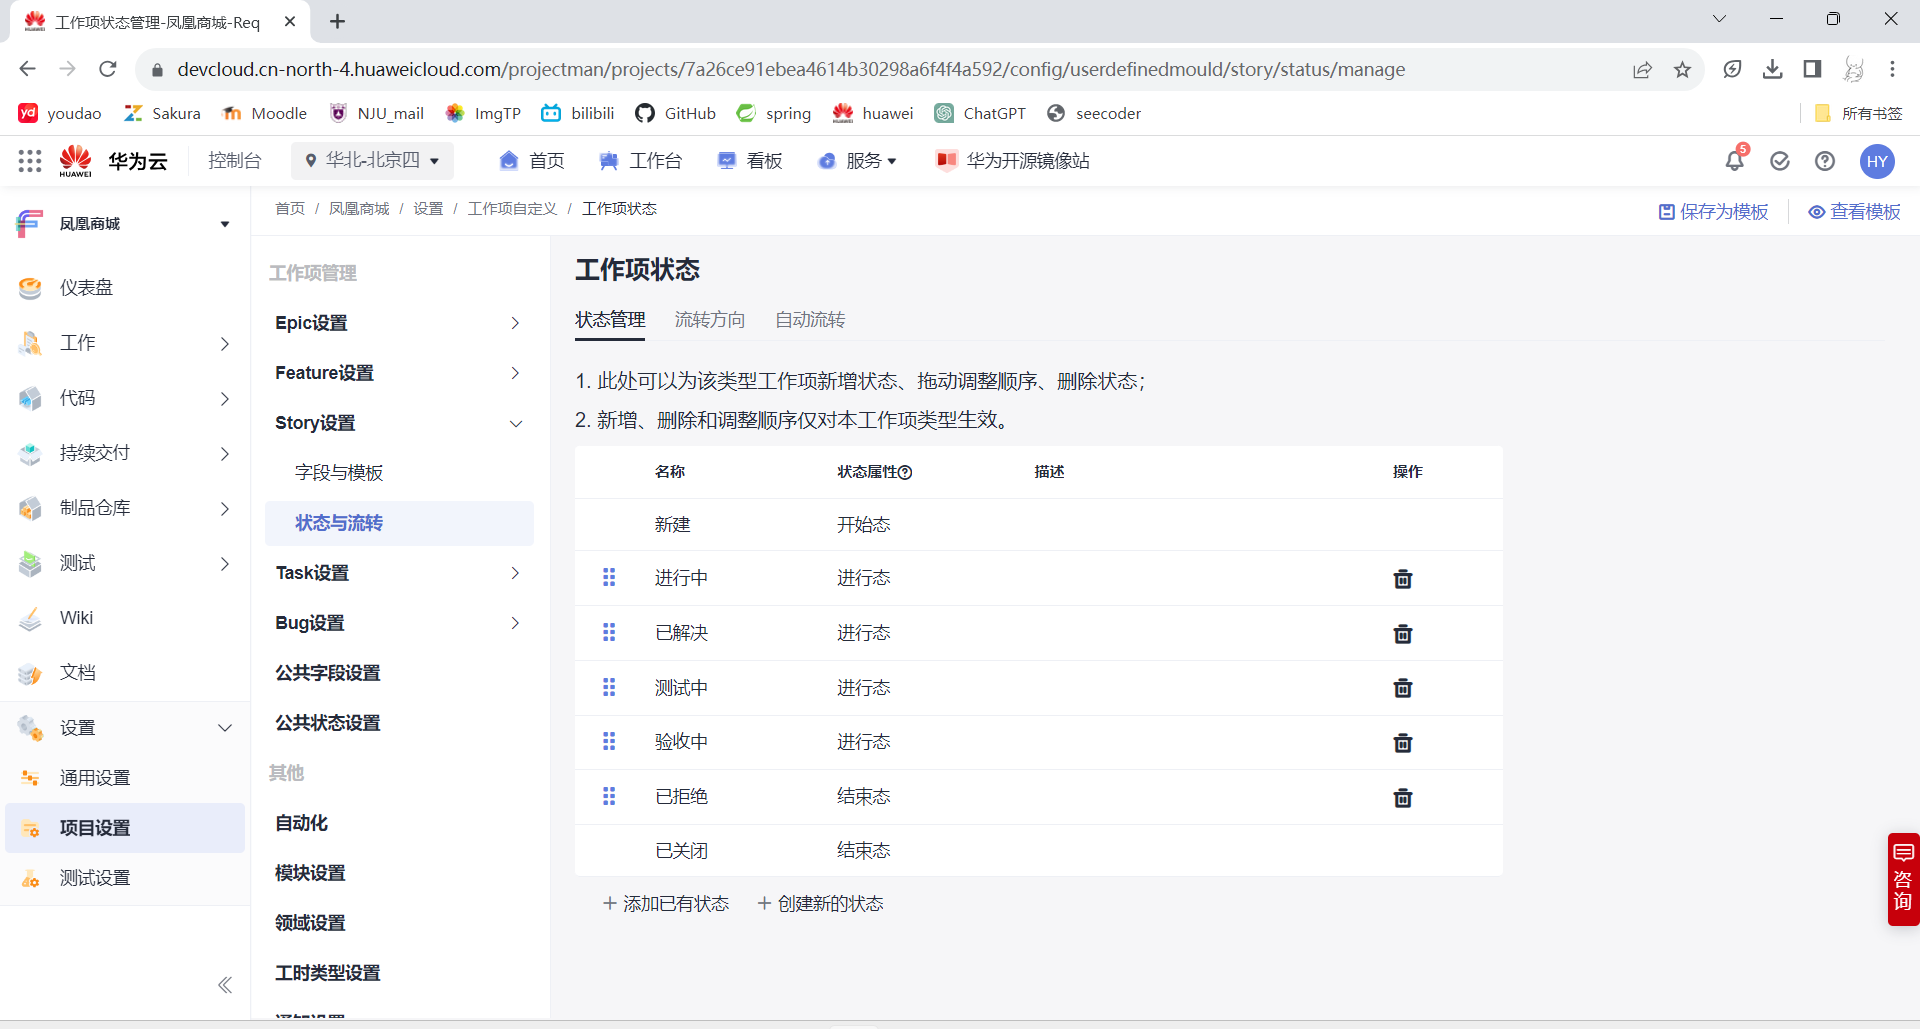 工作项状态管理-凤凰商城-Req
devcloud.cn-north-4.huaweicloud.com/projectman/projects/7a26ce91ebea4614b30298a6f4f4a592/config/userdefinedmould/story/status/manage
yd youdao Sakura Moodle NJU_mail ImgTP bilibili GitHub spring huawei ChatGPT seecoder 所有书签
HUAWEI 华为云 控制台 华北-北京四 首页 工作台 看板 服务 华为开源镜像站 5 HY
凤凰商城
首页 / 凤凰商城 / 设置 / 工作项自定义 / 工作项状态
保存为模板 查看模板
仪表盘
工作
代码
持续交付
制品仓库
测试
Wiki
文档
设置
通用设置
项目设置
测试设置
工作项管理
Epic设置
Feature设置
Story设置
字段与模板
状态与流转
Task设置
Bug设置
公共字段设置
公共状态设置
其他
自动化
模块设置
领域设置
工时类型设置
工作项状态
状态管理 流转方向 自动流转
1. 此处可以为该类型工作项新增状态、拖动调整顺序、删除状态；
2. 新增、删除和调整顺序仅对本工作项类型生效。
名称 状态属性 描述 操作
新建 开始态
进行中 进行态
已解决 进行态
测试中 进行态
验收中 进行态
已拒绝 结束态
已关闭 结束态
添加已有状态 创建新的状态
咨询